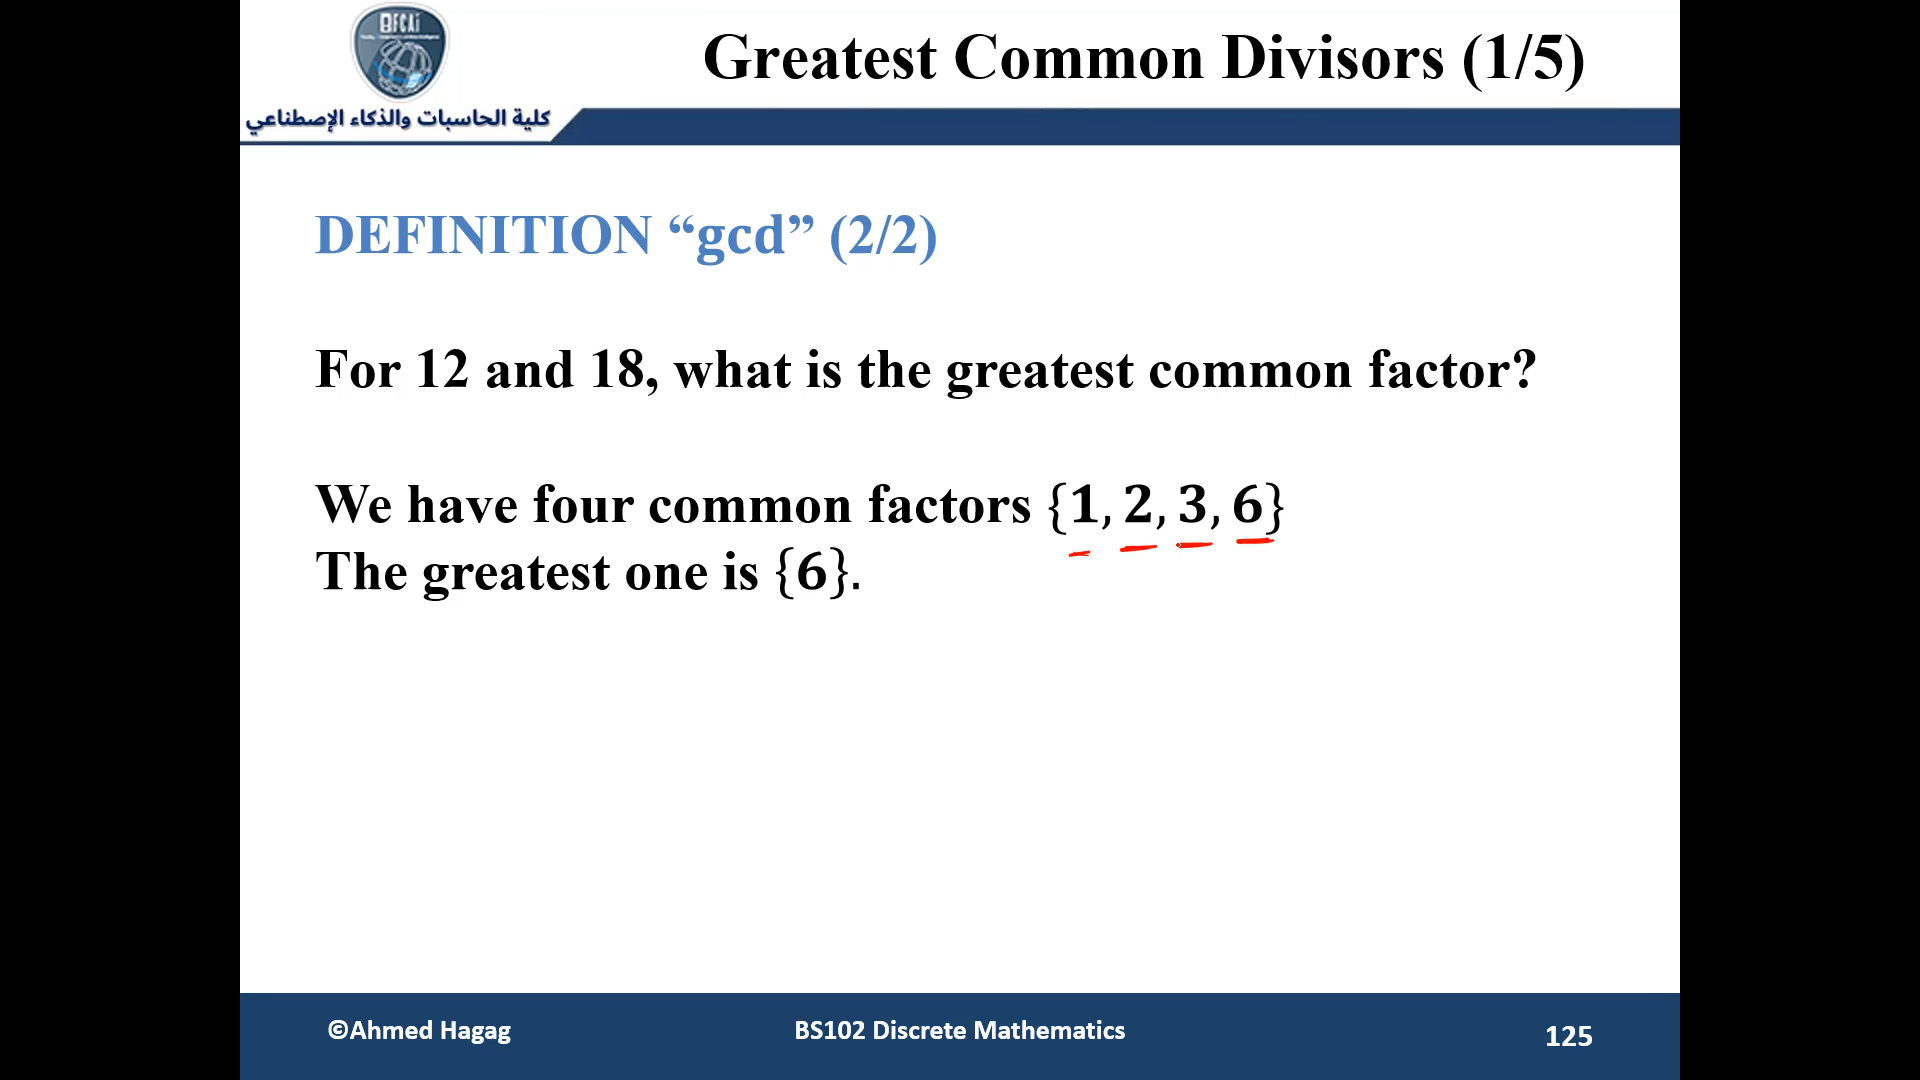 BFCAi
Greatest Common Divisors (1/5)
كلية الحاسبات والذكاء الإصطناعي
DEFINITION “gcd” (2/2)
For 12 and 18, what is the greatest common factor?
We have four common factors {1, 2, 3, 6}
The greatest one is {6}.
©Ahmed Hagag
BS102 Discrete Mathematics
125